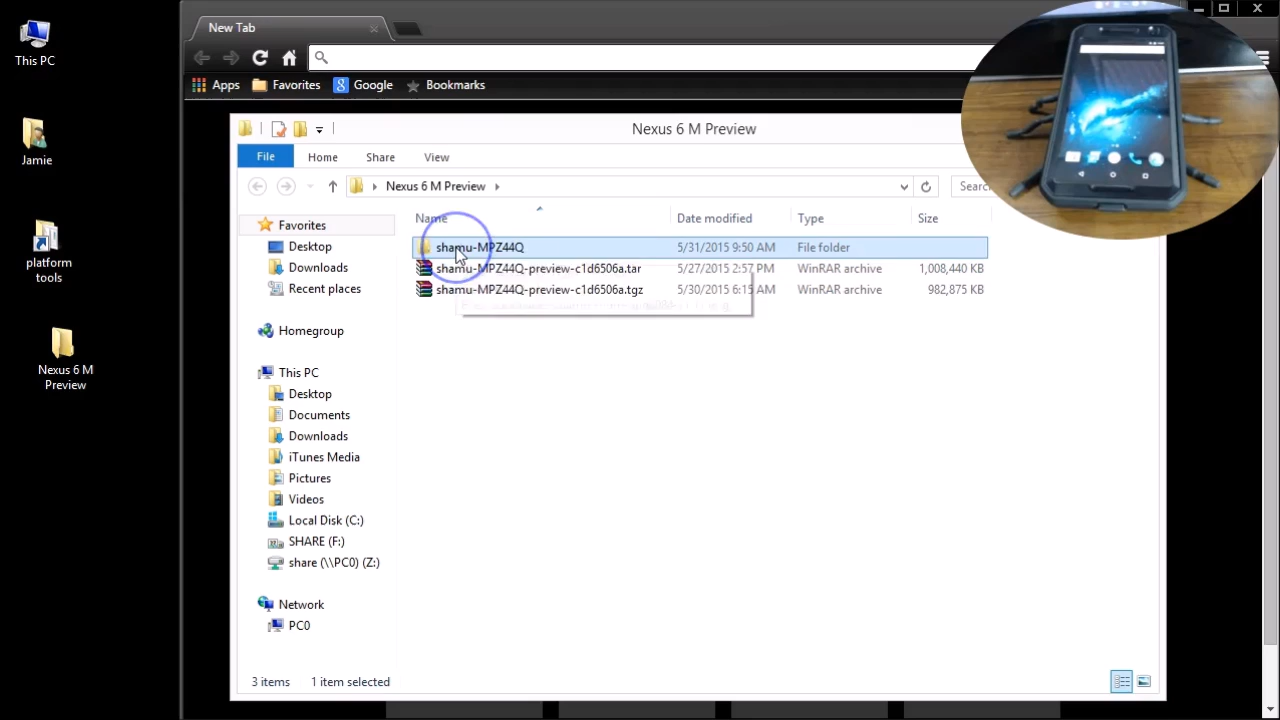 This PC
Jamie
platform
tools
Nexus 6 M
Preview
New Tab
Apps Favorites Google Bookmarks
Nexus 6 M Preview
File Home Share View
Nexus 6 M Preview
Name Date modified Type Size
shamu-MPZ44Q 5/31/2015 9:50 AM File folder
shamu-MPZ44Q-preview-c1d6506a.tar 5/27/2015 2:57 PM WinRAR archive 1,008,440 KB
shamu-MPZ44Q-preview-c1d6506a.tgz 5/30/2015 6:15 AM WinRAR archive 982,875 KB
Favorites
Desktop
Downloads
Recent places
Homegroup
This PC
Desktop
Documents
Downloads
iTunes Media
Pictures
Videos
Local Disk (C:)
SHARE (F:)
share (\\PC0) (Z:)
Network
PC0
3 items 1 item selected